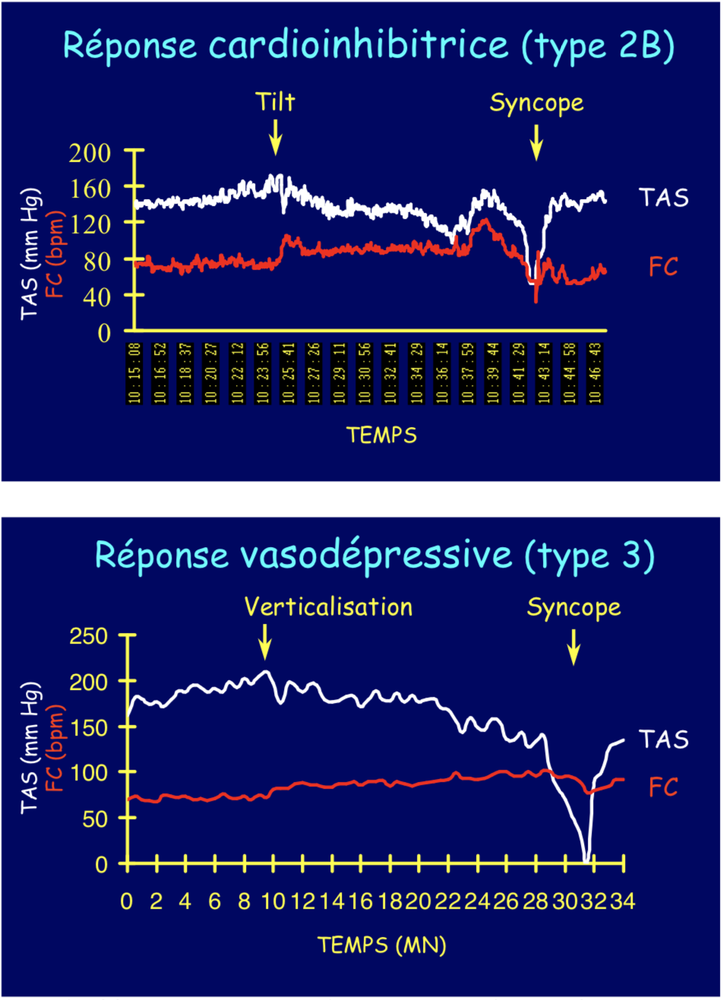 Réponse cardioinhibitrice (type 2B)
Tilt
Syncope
200
160
120
80
40
0
TAS (mm Hg)
FC (bpm)
TAS
FC
10:15:08
10:16:52
10:18:37
10:20:27
10:22:12
10:23:56
10:25:41
10:27:26
10:29:11
10:30:56
10:32:41
10:34:29
10:36:14
10:37:59
10:39:44
10:41:29
10:43:14
10:44:58
10:46:43
TEMPS
Réponse vasodépressive (type 3)
Verticalisation
Syncope
250
200
150
100
50
0
TAS (mm Hg)
FC (bpm)
TAS
FC
0 2 4 6 8 10 12 14 16 18 20 22 24 26 28 30 32 34
TEMPS (MN)